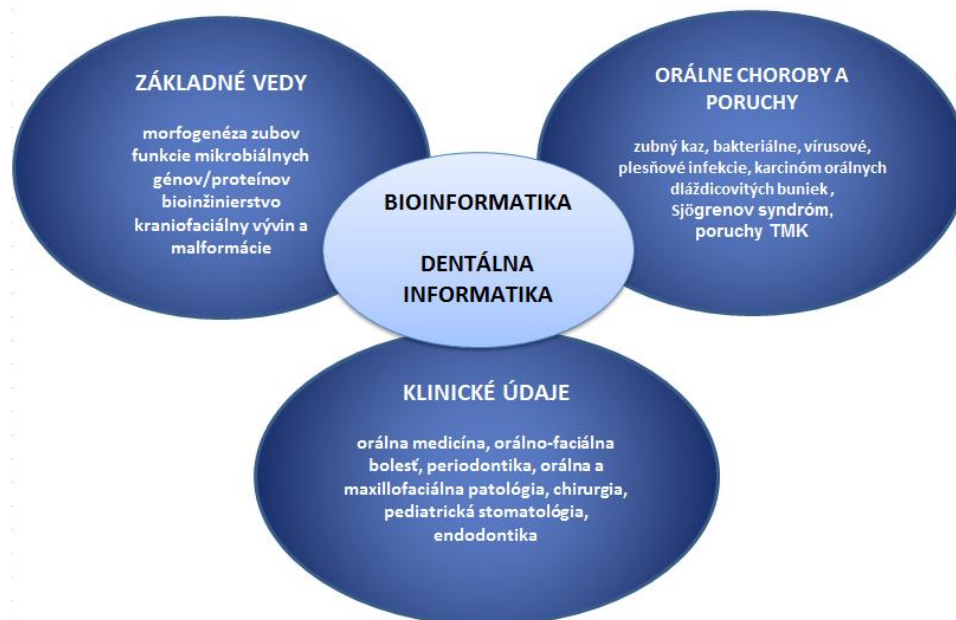 ZÁKLADNÉ VEDY
morfogenéza zubov
funkcie mikrobiálnych
génov/proteínov
bioinžinierstvo
kraniofaciálny vývin a
malformácie
ORÁLNE CHOROBY A
PORUCHY
zubný kaz, bakteriálne, vírusové,
plesňové infekcie, karcinóm orálnych
dláždicovitých buniek ,
Sjögrenov syndróm,
poruchy TMK
BIOINFORMATIKA
DENTÁLNA
INFORMATIKA
KLINICKÉ ÚDAJE
orálna medicína, orálno-faciálna
bolesť, periodontika, orálna a
maxillofaciálna patológia, chirurgia,
pediatrická stomatológia,
endodontika